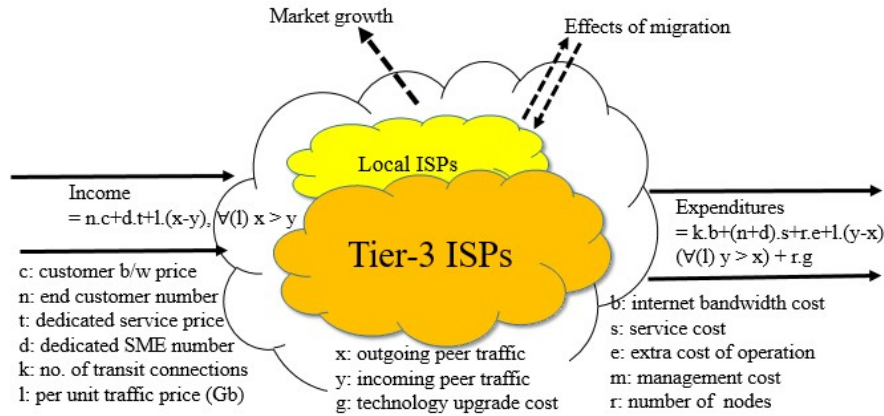 Market growth
Effects of migration
Local ISPs
Income
= n.c+d.t+l.(x-y), ∀(l) x > y
Tier-3 ISPs
Expenditures
= k.b+(n+d).s+r.e+l.(y-x)
(∀(l) y > x) + r.g
c: customer b/w price
n: end customer number
t: dedicated service price
d: dedicated SME number
k: no. of transit connections
l: per unit traffic price (Gb)
x: outgoing peer traffic
y: incoming peer traffic
g: technology upgrade cost
b: internet bandwidth cost
s: service cost
e: extra cost of operation
m: management cost
r: number of nodes